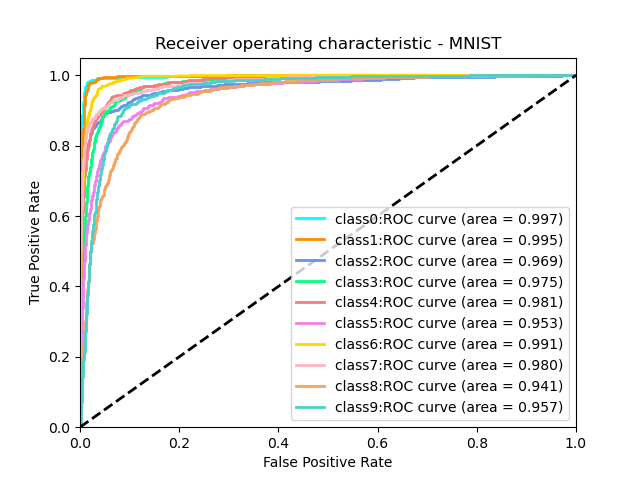 Receiver operating characteristic - MNIST
1.0
0.8
0.6
0.4
0.2
0.0
True Positive Rate
class0:ROC curve (area = 0.997)
class1:ROC curve (area = 0.995)
class2:ROC curve (area = 0.969)
class3:ROC curve (area = 0.975)
class4:ROC curve (area = 0.981)
class5:ROC curve (area = 0.953)
class6:ROC curve (area = 0.991)
class7:ROC curve (area = 0.980)
class8:ROC curve (area = 0.941)
class9:ROC curve (area = 0.957)
0.0 0.2 0.4 0.6 0.8 1.0
False Positive Rate